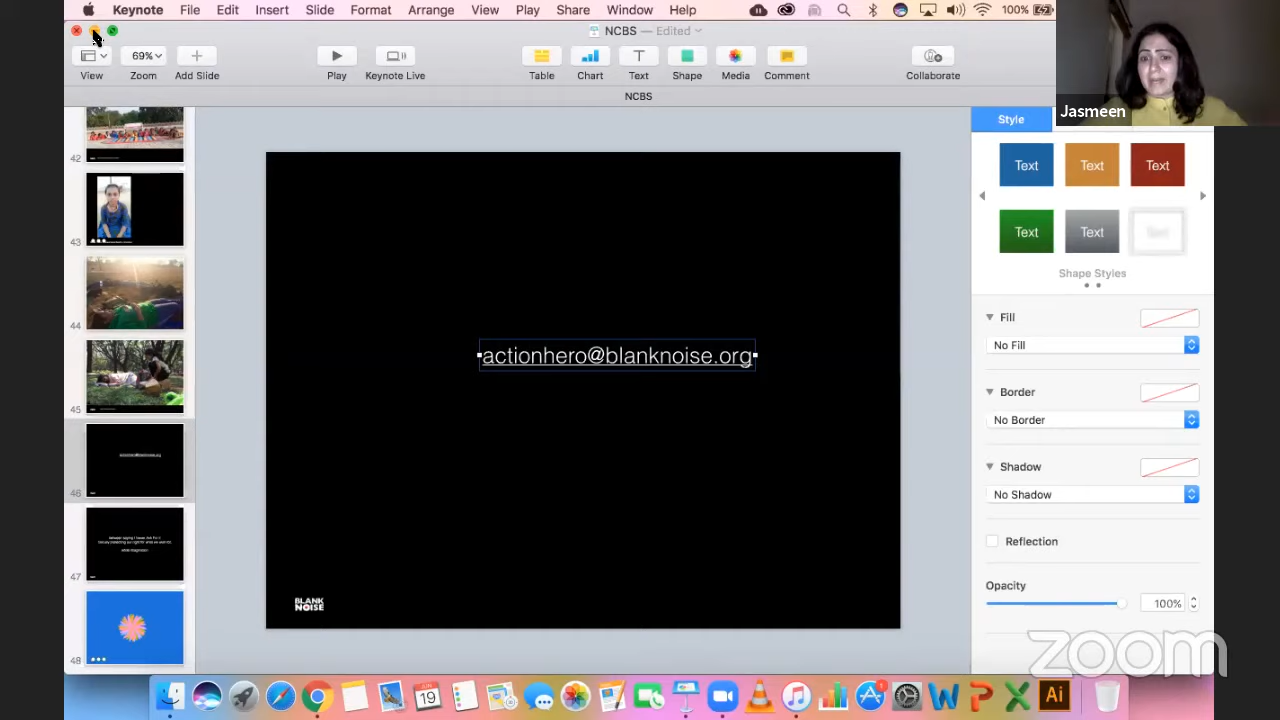 Keynote File Edit Insert Slide Format Arrange View Play Share Window Help 100%
NCBS — Edited
69%
View Zoom Add Slide Play Keynote Live Table Chart Text Shape Media Comment Collaborate
NCBS
Jasmeen
Style
Text Text Text
Text Text
Shape Styles
Fill
No Fill
Border
No Border
Shadow
No Shadow
Reflection
Opacity
100%
42
43
44
45
46
47
48
actionhero@blanknoise.org
BLANK
NOISE
zoom
19
Ai